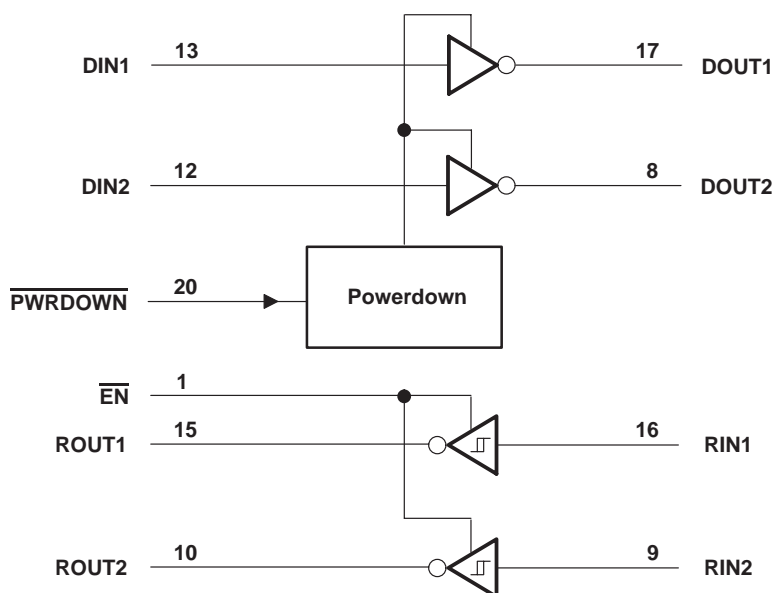 DIN1 13 17 DOUT1
DIN2 12 8 DOUT2
PWRDOWN 20 Powerdown
EN 1
ROUT1 15 16 RIN1
ROUT2 10 9 RIN2